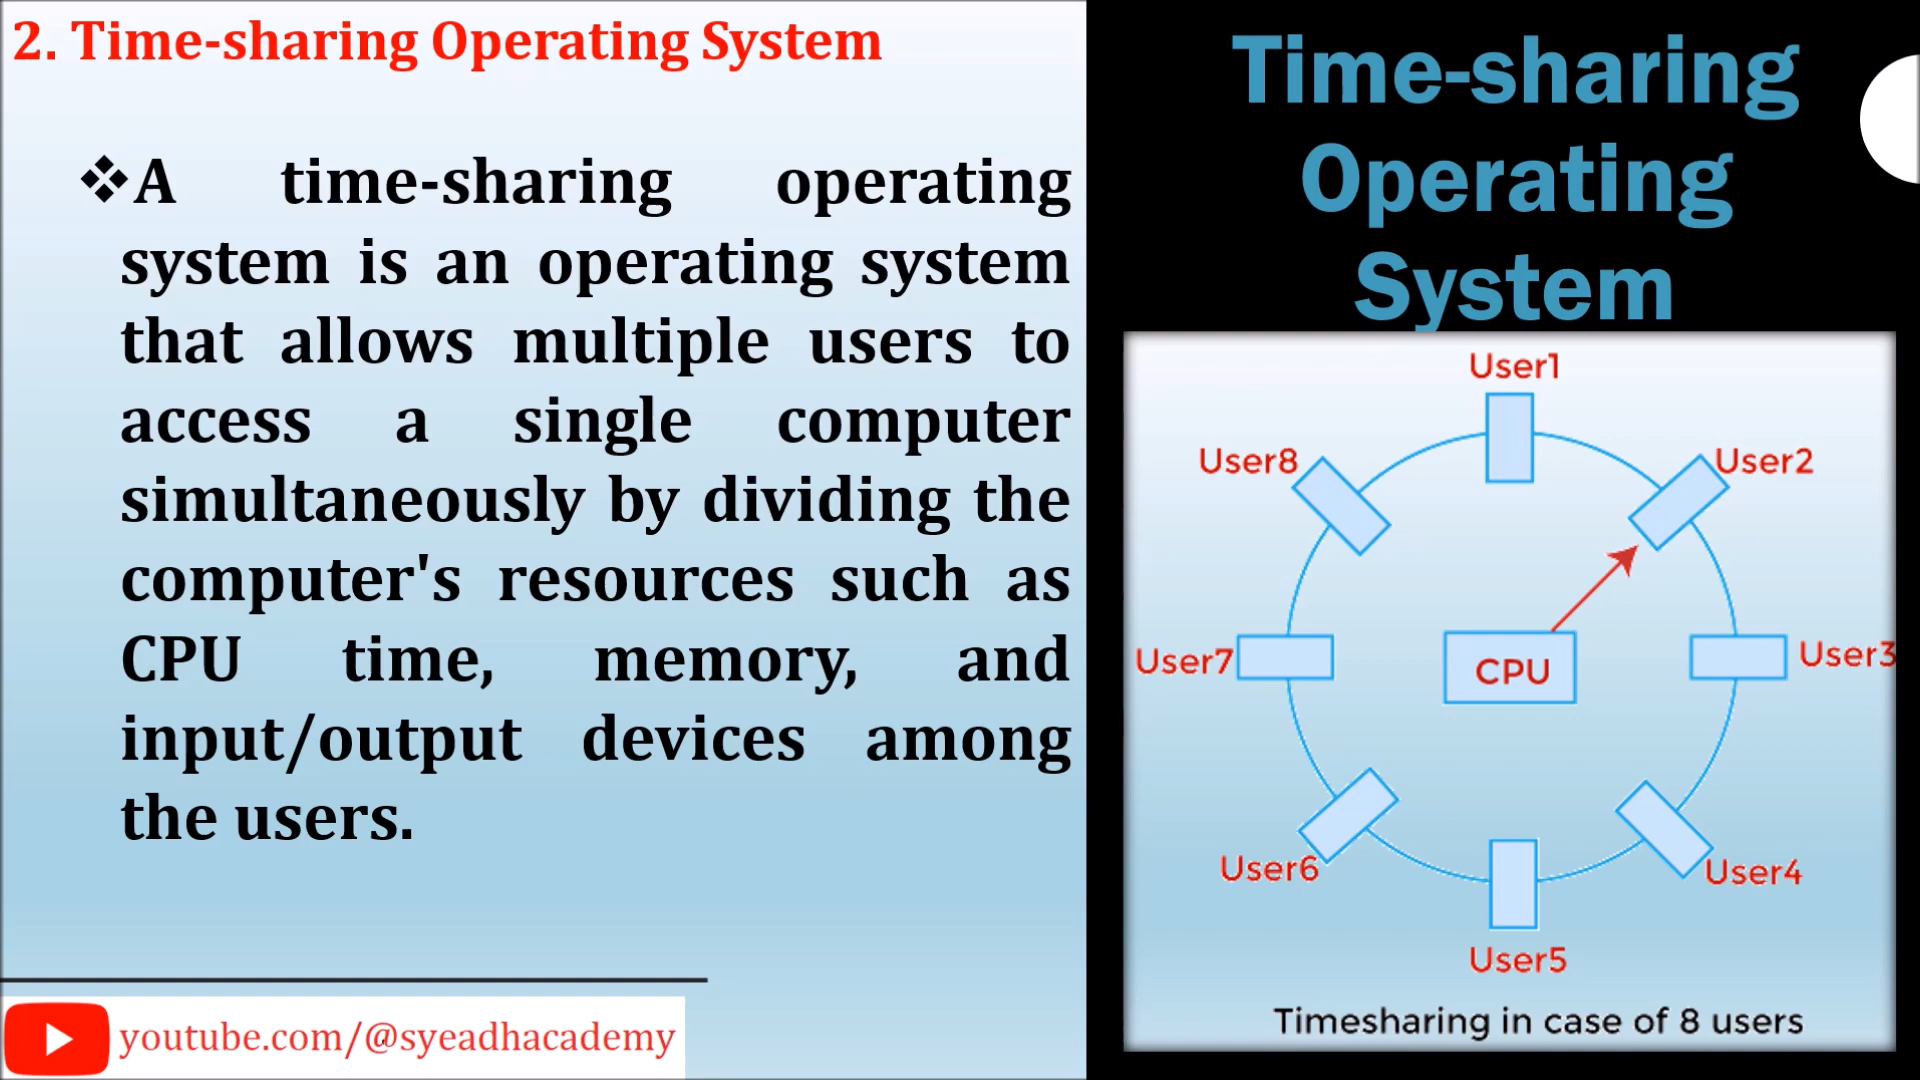 2. Time-sharing Operating System
❖A time-sharing operating
system is an operating system
that allows multiple users to
access a single computer
simultaneously by dividing the
computer's resources such as
CPU time, memory, and
input/output devices among
the users.
youtube.com/@syeadhacademy
Time-sharing
Operating
System
User1
User8
User2
User7
CPU
User3
User6
User4
User5
Timesharing in case of 8 users